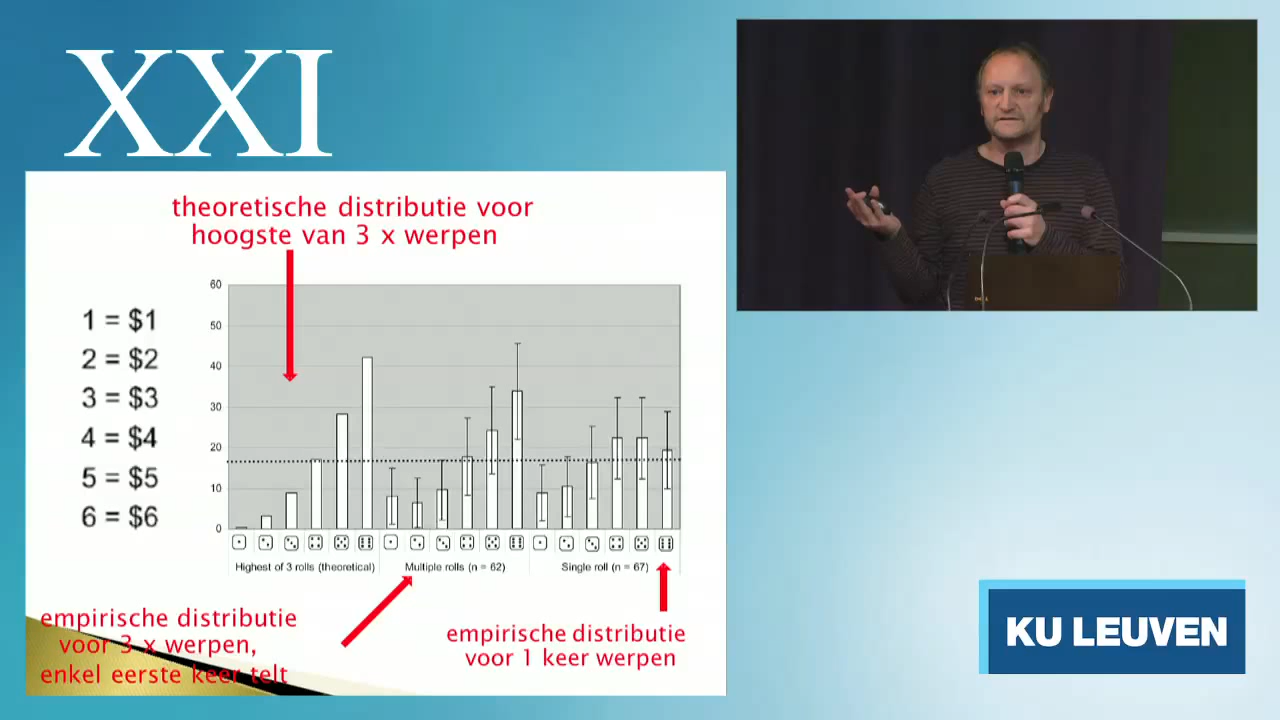 XXI
theoretische distributie voor
hoogste van 3 x werpen
1 = $1
2 = $2
3 = $3
4 = $4
5 = $5
6 = $6
60
50
40
30
20
10
0
Highest of 3 rolls (theoretical)
Multiple rolls (n = 62)
Single roll (n = 67)
empirische distributie
voor 3 x werpen,
enkel eerste keer telt
empirische distributie
voor 1 keer werpen
DELL
KU LEUVEN